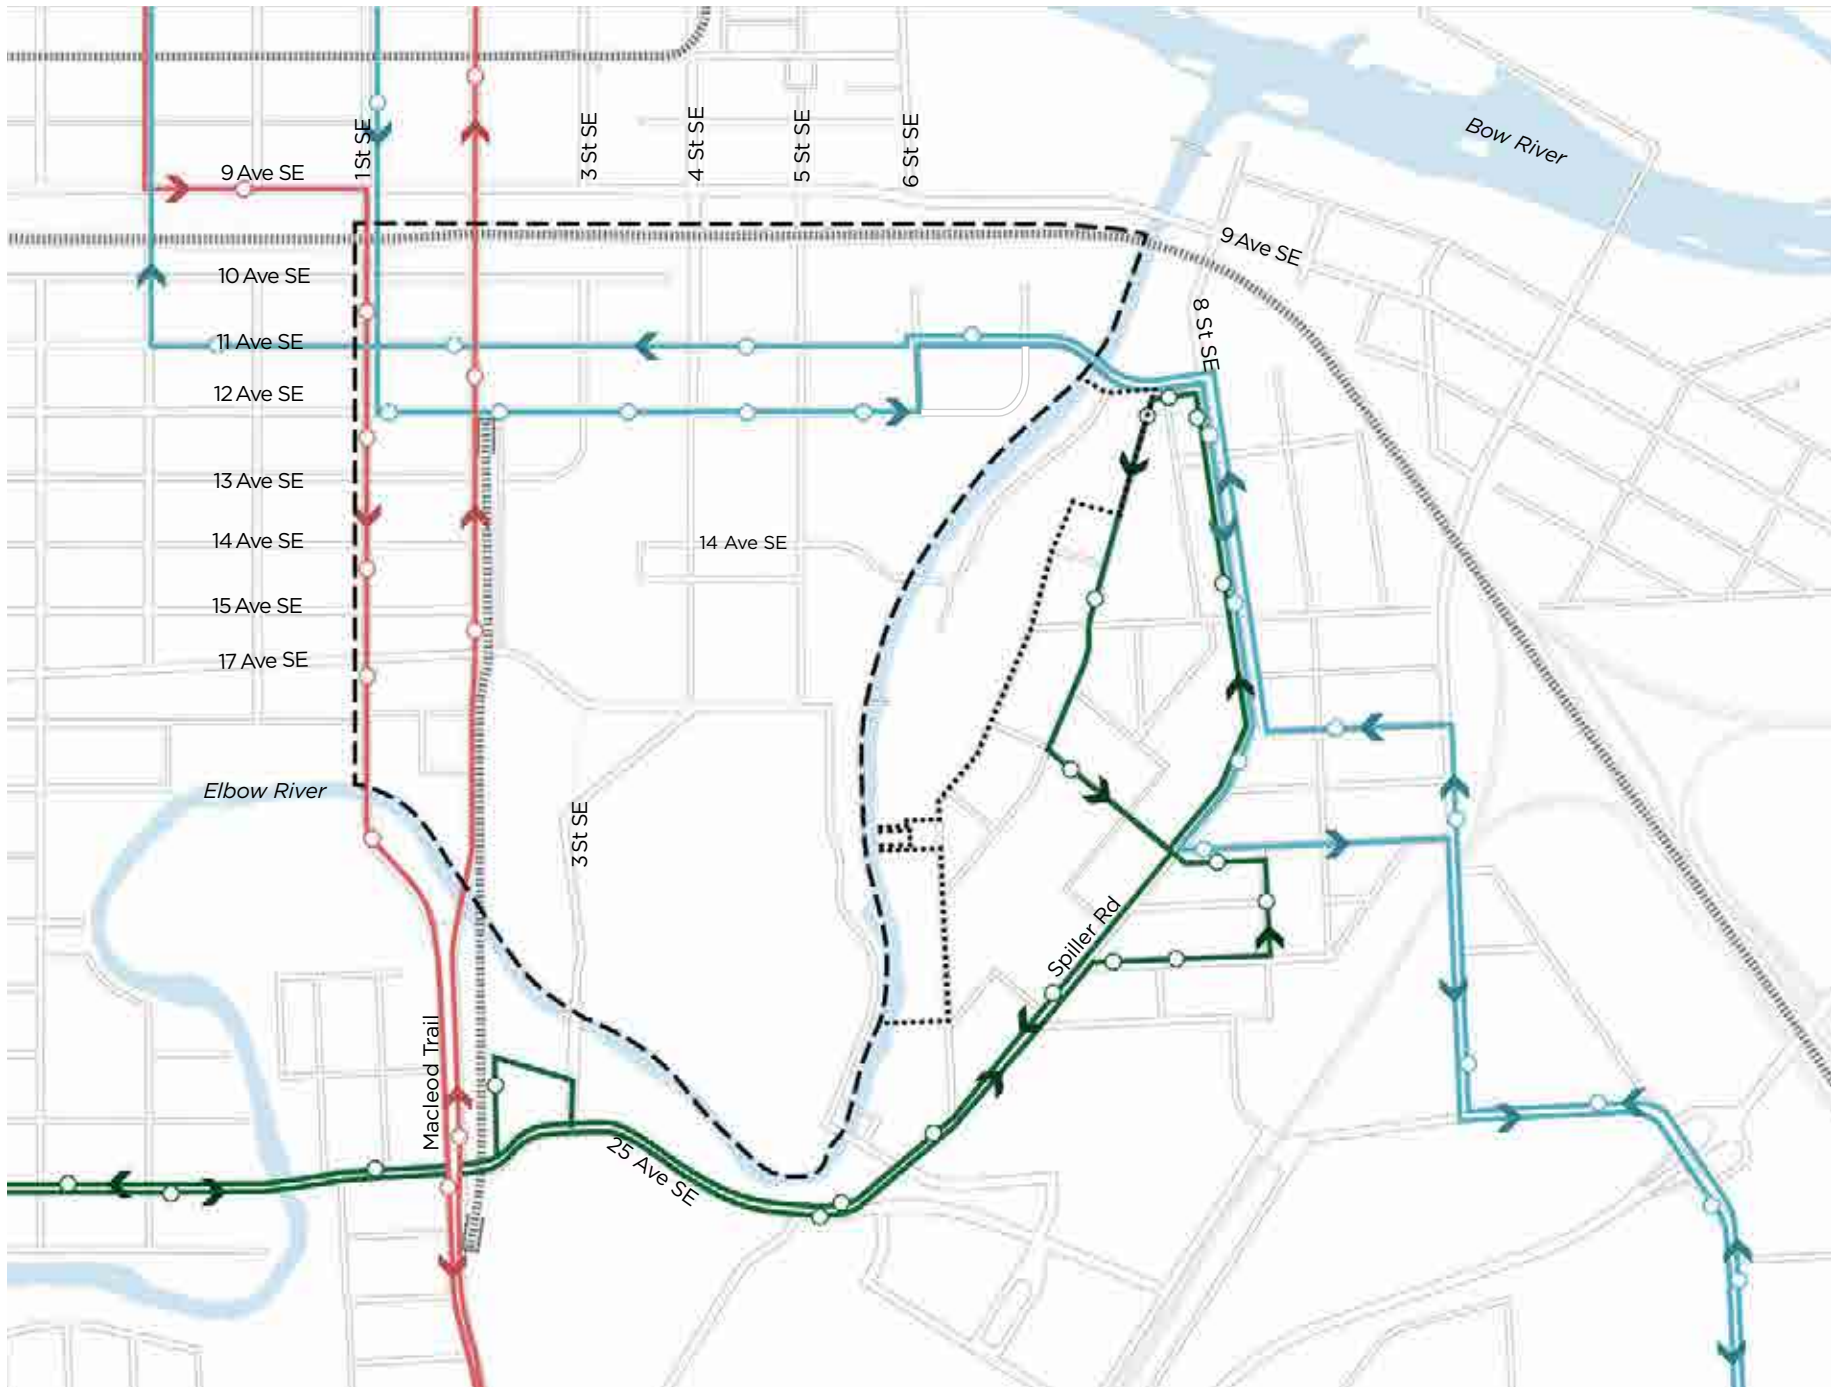 Bow River
1 St SE
3 St SE
4 St SE
5 St SE
6 St SE
9 Ave SE
9 Ave SE
10 Ave SE
8 St SE
11 Ave SE
12 Ave SE
13 Ave SE
14 Ave SE
14 Ave SE
15 Ave SE
17 Ave SE
Elbow River
3 St SE
Spiller Rd
Macleod Trail
25 Ave SE